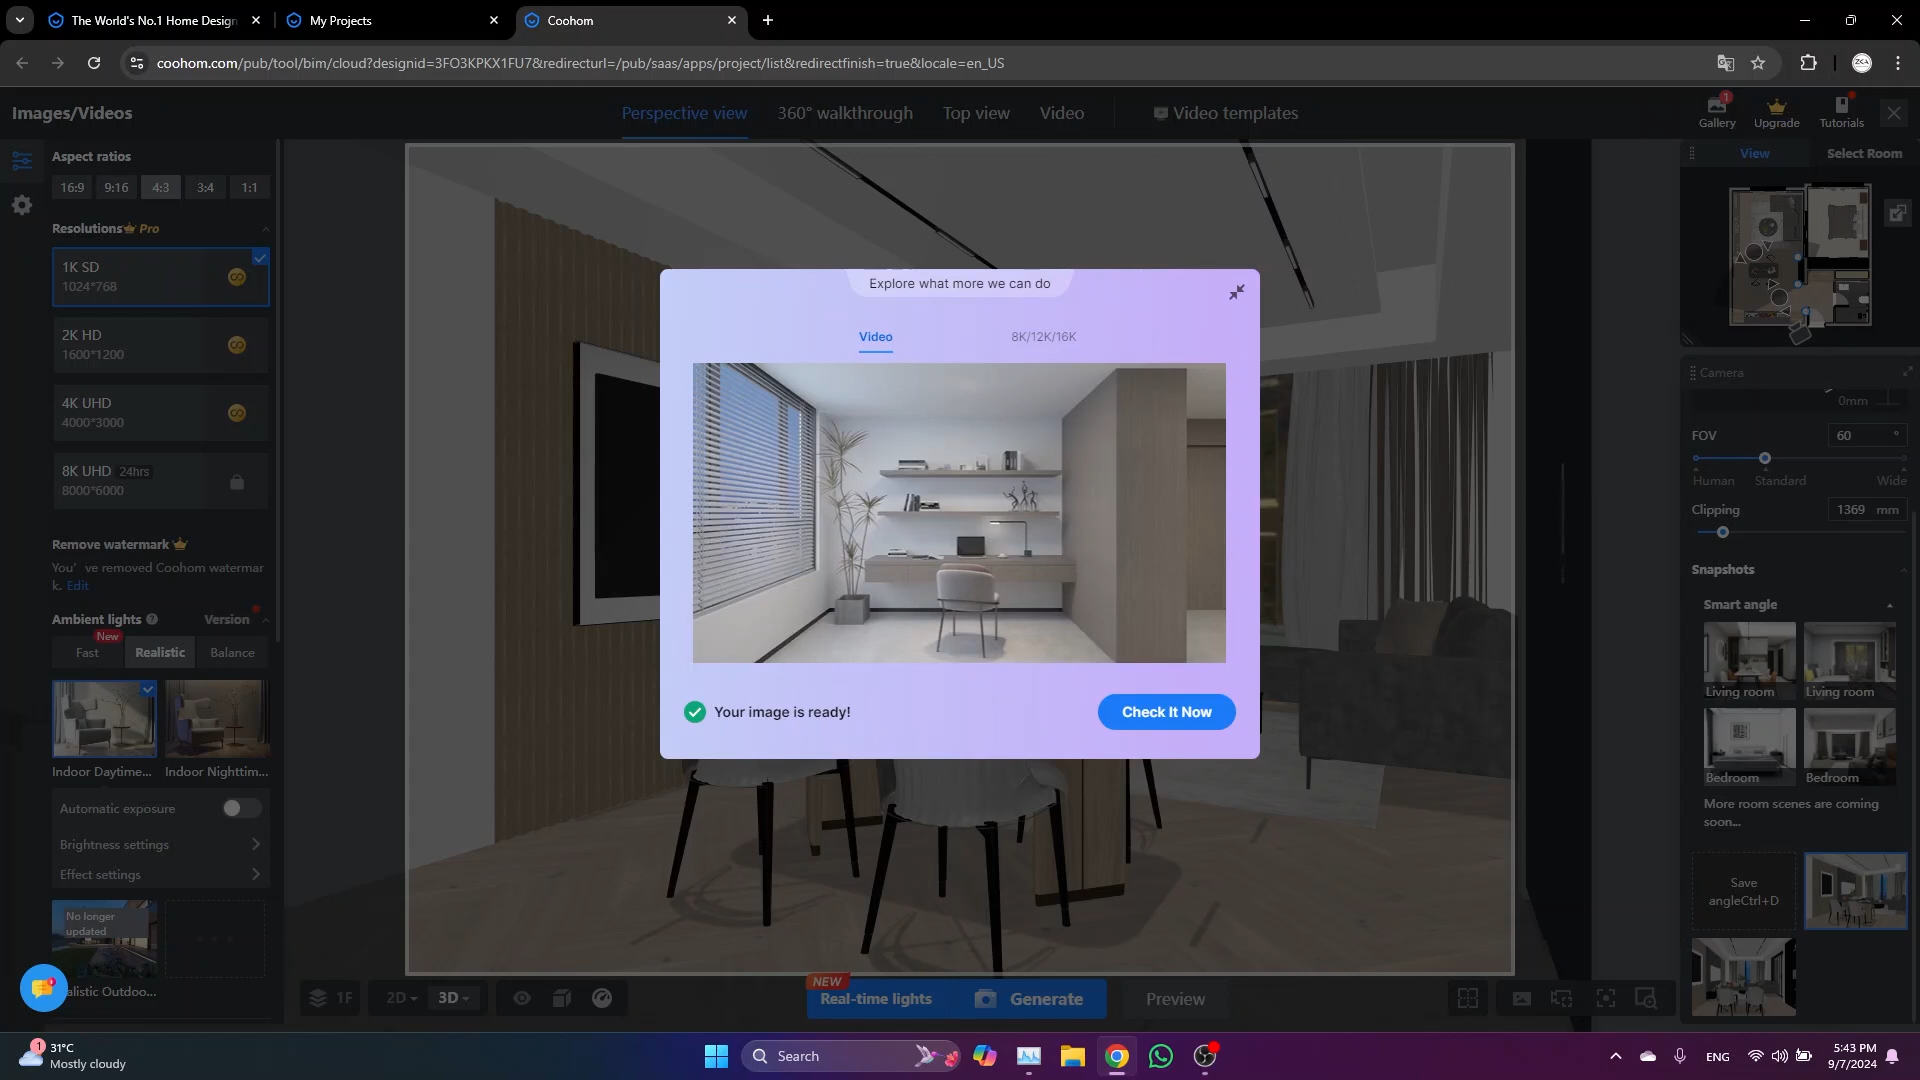 The World's No.1 Home Design
My Projects
Coohom
coohom.com/pub/tool/bim/cloud?designid=3FO3KPKX1FU7&redirecturl=/pub/saas/apps/project/list&redirectfinish=true&locale=en_US
Images/Videos
Perspective view
360° walkthrough
Top view
Video
Video templates
1
Gallery
Upgrade
Tutorials
Aspect ratios
16:9
9:16
4:3
3:4
1:1
Resolutions Pro
1K SD
1024*768
2K HD
1600*1200
4K UHD
4000*3000
8K UHD 24hrs
8000*6000
Remove watermark
You've removed Coohom watermar
k. Edit
Ambient lights ?
Version
New
Fast
Realistic
Balance
Indoor Daytime...
Indoor Nighttim...
Automatic exposure
Brightness settings
Effect settings
No longer
updated
alistic Outdoo...
Explore what more we can do
Video
8K/12K/16K
Your image is ready!
Check It Now
1F
2D
3D
NEW
Real-time lights
Generate
Preview
View
Select Room
Camera
0mm
FOV
60 °
Human
Standard
Wide
Clipping
1369 mm
Snapshots
Smart angle
Living room
Living room
Bedroom
Bedroom
More room scenes are coming
soon...
Save
angleCtrl+D
1
31°C
Mostly cloudy
Search
ENG
5:43 PM
9/7/2024